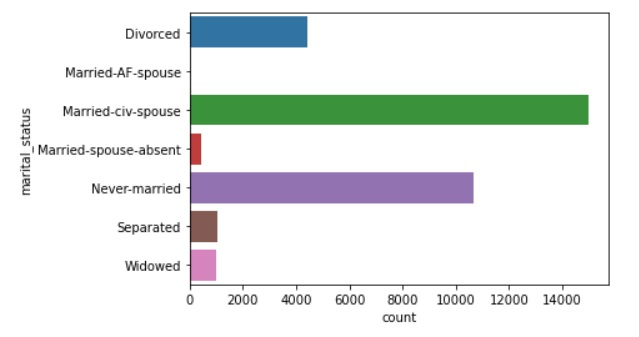 Divorced
Married-AF-spouse
Married-civ-spouse
Married-spouse-absent
Never-married
Separated
Widowed
marital_status
0 2000 4000 6000 8000 10000 12000 14000
count